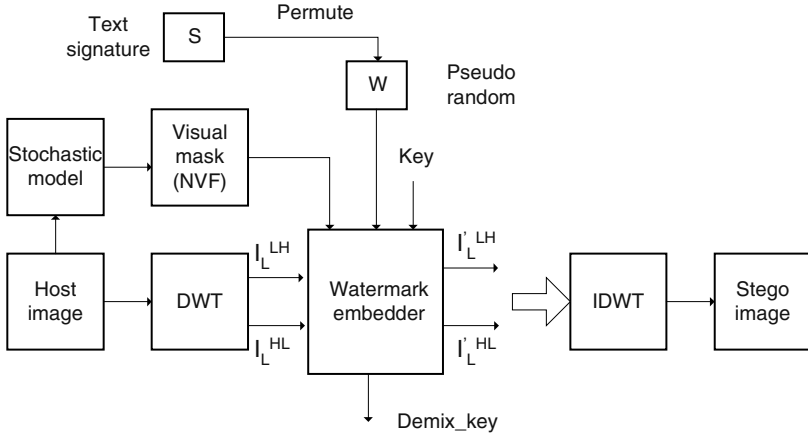 Text
signature
S
Permute
W
Pseudo
random
Stochastic
model
Visual
mask
(NVF)
Key
Host
image
DWT
I_L^LH
I_L^HL
Watermark
embedder
I'_L^LH
I'_L^HL
IDWT
Stego
image
Demix_key